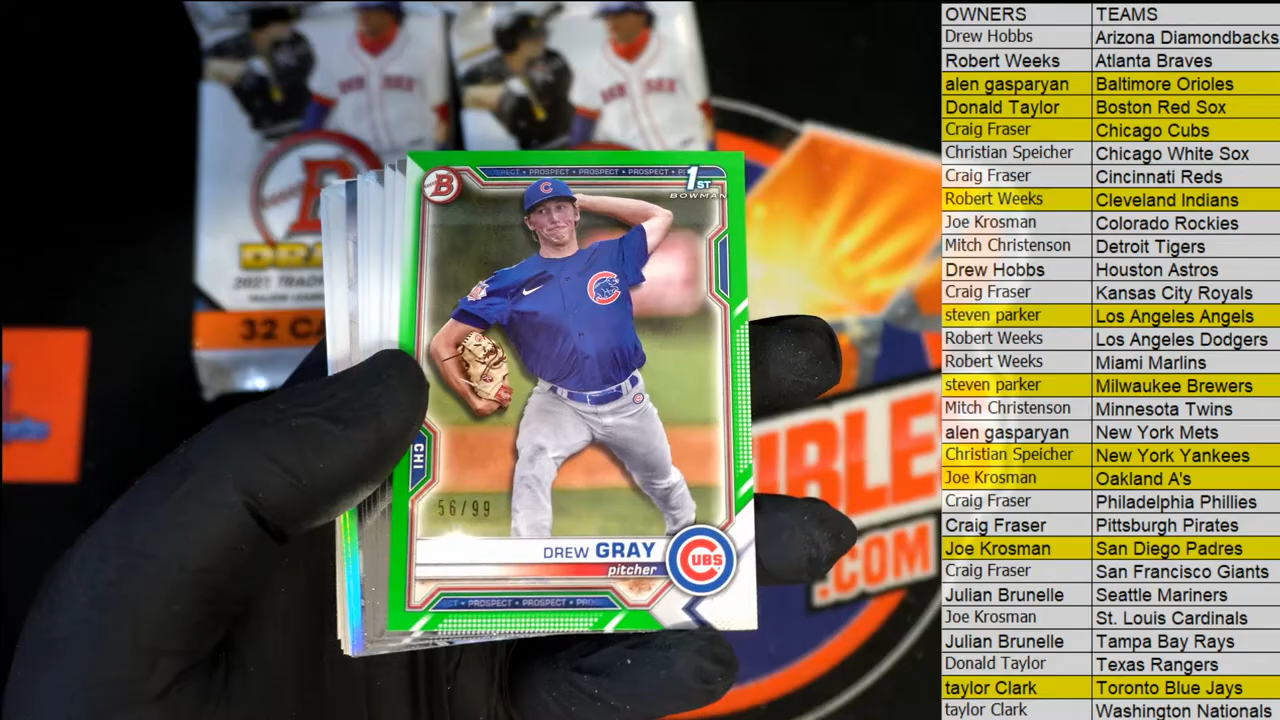 OWNERS TEAMS
Drew Hobbs Arizona Diamondbacks
Robert Weeks Atlanta Braves
alen gasparyan Baltimore Orioles
Donald Taylor Boston Red Sox
Craig Fraser Chicago Cubs
Christian Speicher Chicago White Sox
Craig Fraser Cincinnati Reds
Robert Weeks Cleveland Indians
Joe Krosman Colorado Rockies
Mitch Christenson Detroit Tigers
Drew Hobbs Houston Astros
Craig Fraser Kansas City Royals
steven parker Los Angeles Angels
Robert Weeks Los Angeles Dodgers
Robert Weeks Miami Marlins
steven parker Milwaukee Brewers
Mitch Christenson Minnesota Twins
alen gasparyan New York Mets
Christian Speicher New York Yankees
Joe Krosman Oakland A's
Craig Fraser Philadelphia Phillies
Craig Fraser Pittsburgh Pirates
Joe Krosman San Diego Padres
Craig Fraser San Francisco Giants
Julian Brunelle Seattle Mariners
Joe Krosman St. Louis Cardinals
Julian Brunelle Tampa Bay Rays
Donald Taylor Texas Rangers
taylor Clark Toronto Blue Jays
taylor Clark Washington Nationals
B
• PROSPECT • PROSPECT • PROSPECT •
1ST
BOWMAN
C
CHI
56/99
DREW GRAY
pitcher
CUBS
• PROSPECT • PROSPECT •
B
2021
32
.COM